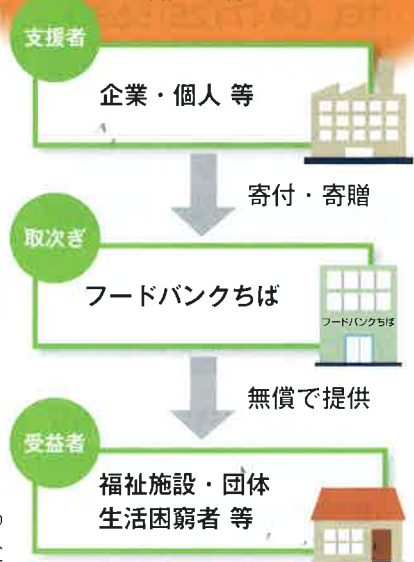 支援者
企業・個人 等
寄付・寄贈
取次ぎ
フードバンクちば
フードバンクちば
無償で提供
受益者
福祉施設・団体
生活困窮者 等